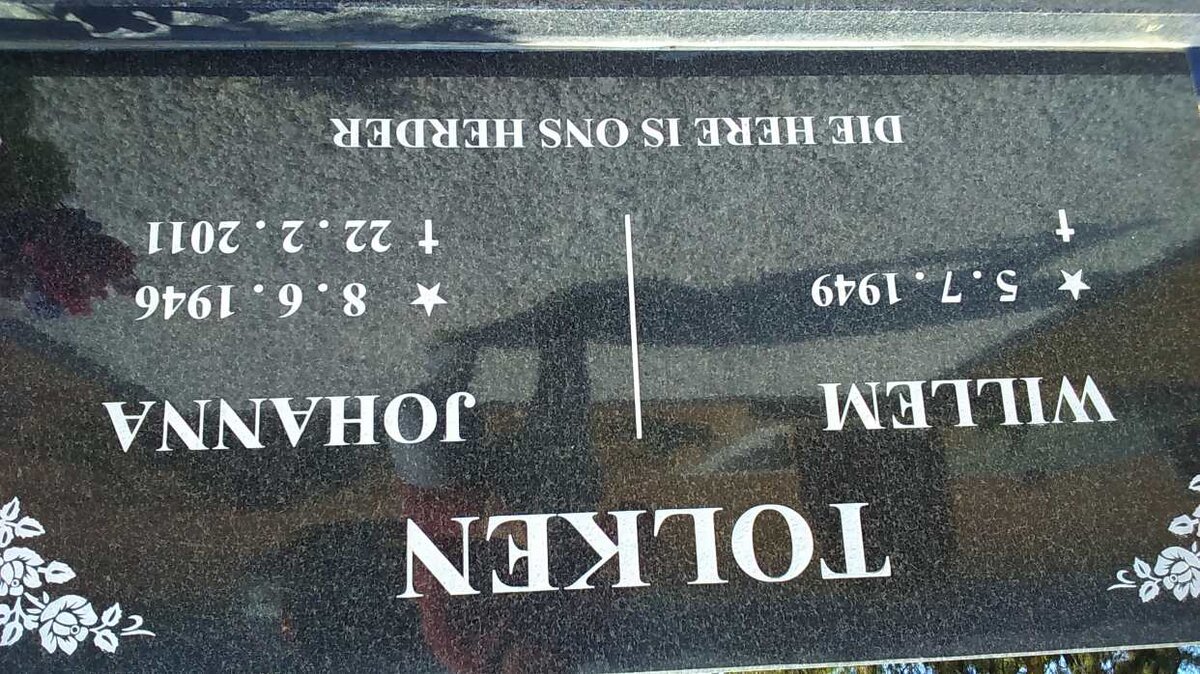 TOLKEN
WILLEM
★ 5.7.1949
†
JOHANNA
★ 8.6.1946
† 22.2.2011
DIE HERE IS ONS HERDER